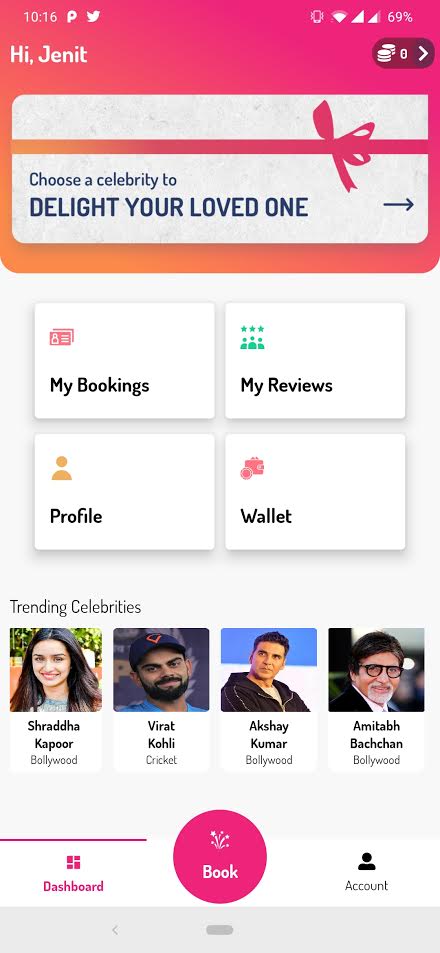 10:16 69%
Hi, Jenit 0
Choose a celebrity to
DELIGHT YOUR LOVED ONE
My Bookings My Reviews
Profile Wallet
Trending Celebrities
Shraddha Kapoor
Bollywood
Virat Kohli
Cricket
Akshay Kumar
Bollywood
Amitabh Bachchan
Bollywood
Dashboard Book Account